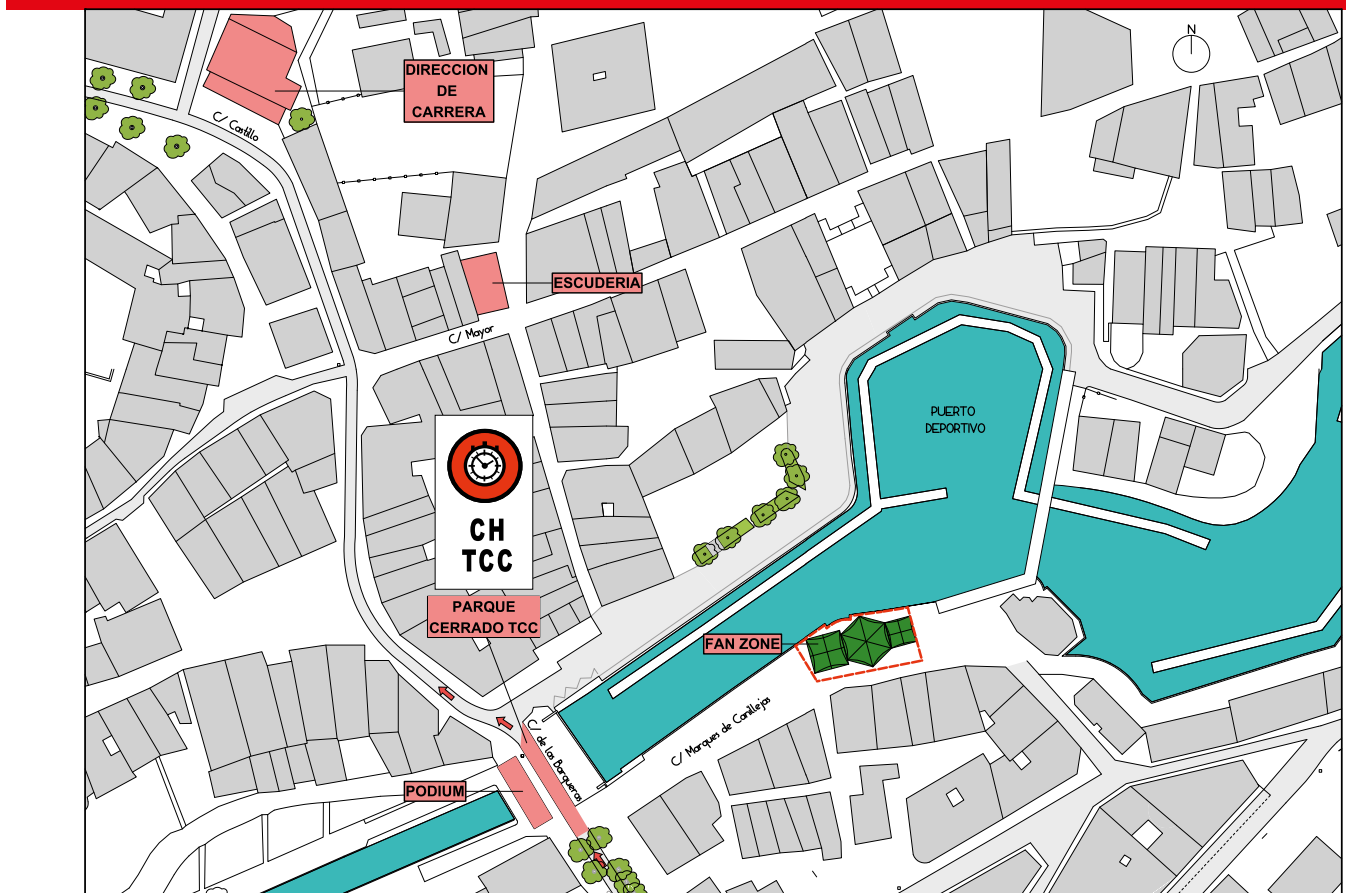 N
DIRECCION
DE
CARRERA
C/ Castillo
ESCUDERIA
C/ Mayor
PUERTO
DEPORTIVO
CH
TCC
PARQUE
CERRADO TCC
FAN ZONE
C/ Marques de Canillejas
C/ de las Barqueras
PODIUM